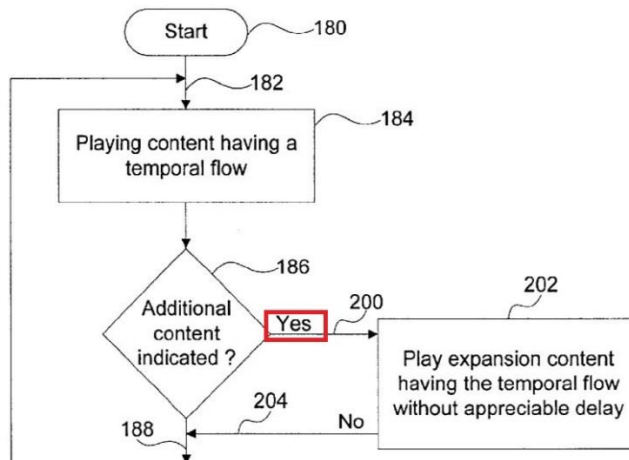 Start
180
182
184
Playing content having a
temporal flow
186
Additional
content
indicated ?
Yes
200
202
Play expansion content
having the temporal flow
without appreciable delay
204
No
188